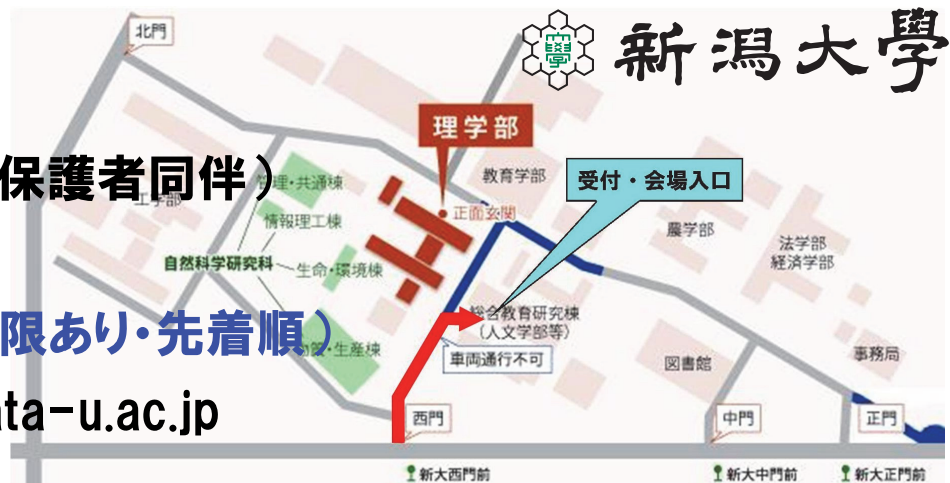 新潟大學
北門
理学部
保護者同伴）
管理・共通棟
工学部
教育学部
受付・会場入口
情報理工棟
正面玄関
農学部
自然科学研究科
生命・環境棟
法学部
経済学部
限あり・先着順）
総合教育研究棟
（人文学部等）
・生産棟
車両通行不可
図書館
事務局
ata-u.ac.jp
西門
中門
正門
新大西門前
新大中門前
新大正門前